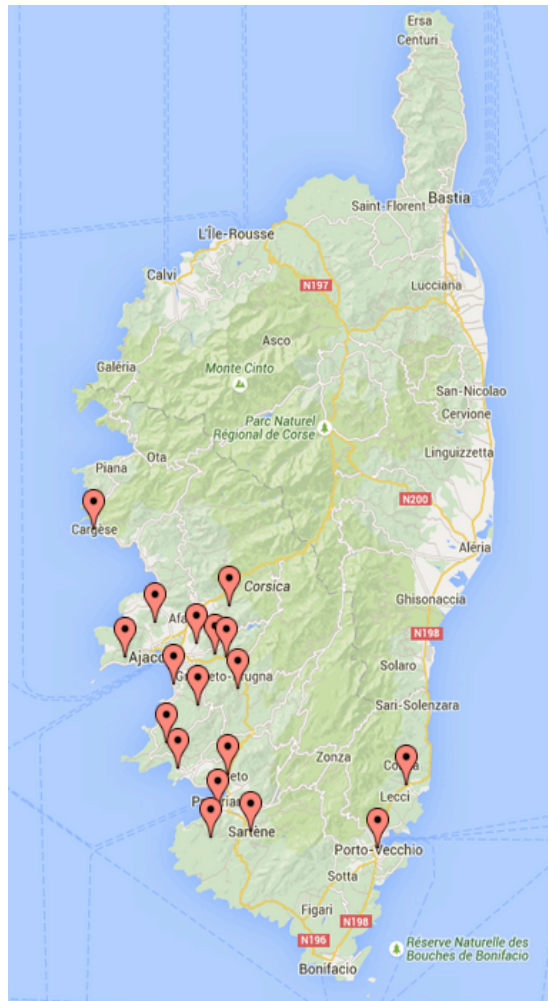 Ersa
Centuri
Bastia
Saint-Florent
L'Île-Rousse
Calvi
N197
Lucciana
Asco
Galéria
Monte Cinto
San-Nicolao
Cervione
Parc Naturel
Régional de Corse
Linguizzetta
Ota
Piana
N200
Cargèse
Aléria
Corsica
Ghisonaccia
N198
Solaro
Sari-Solenzara
Zonza
Lecci
Sartène
Porto-Vecchio
Sotta
Figari
N198
N196
Réserve Naturelle des
Bouches de Bonifacio
Bonifacio